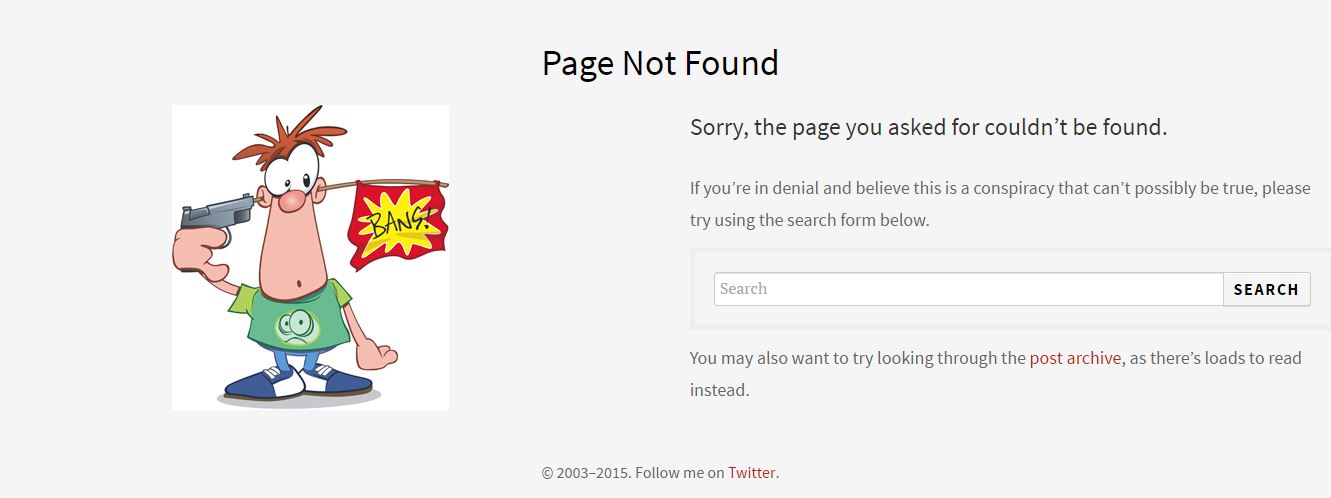 Page Not Found
BANG!
Sorry, the page you asked for couldn’t be found.
If you’re in denial and believe this is a conspiracy that can’t possibly be true, please
try using the search form below.
Search SEARCH
You may also want to try looking through the post archive, as there’s loads to read
instead.
© 2003–2015. Follow me on Twitter.